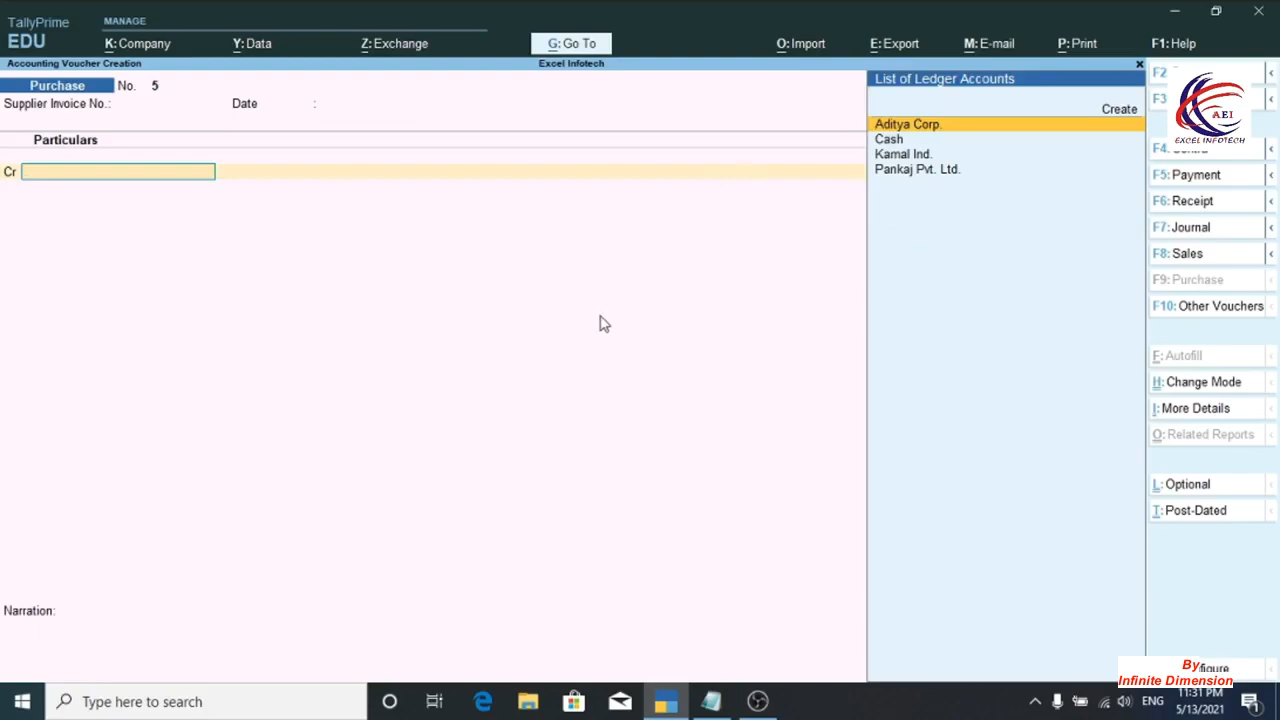 TallyPrime
EDU
MANAGE
K: Company
Y: Data
Z: Exchange
G: Go To
O: Import
E: Export
M: E-mail
P: Print
F1: Help
Accounting Voucher Creation
Excel Infotech
Purchase No. 5
Supplier Invoice No.: Date :
Particulars
Cr
Narration:
List of Ledger Accounts
Create
Aditya Corp.
Cash
Kamal Ind.
Pankaj Pvt. Ltd.
F2
F3
AEI
EXCEL INFOTECH
F4:
F5: Payment
F6: Receipt
F7: Journal
F8: Sales
F9: Purchase
F10: Other Vouchers
F: Autofill
H: Change Mode
I: More Details
O: Related Reports
L: Optional
T: Post-Dated
By
Infinite Dimension
Type here to search
ENG
11:31 PM
5/13/2021
1